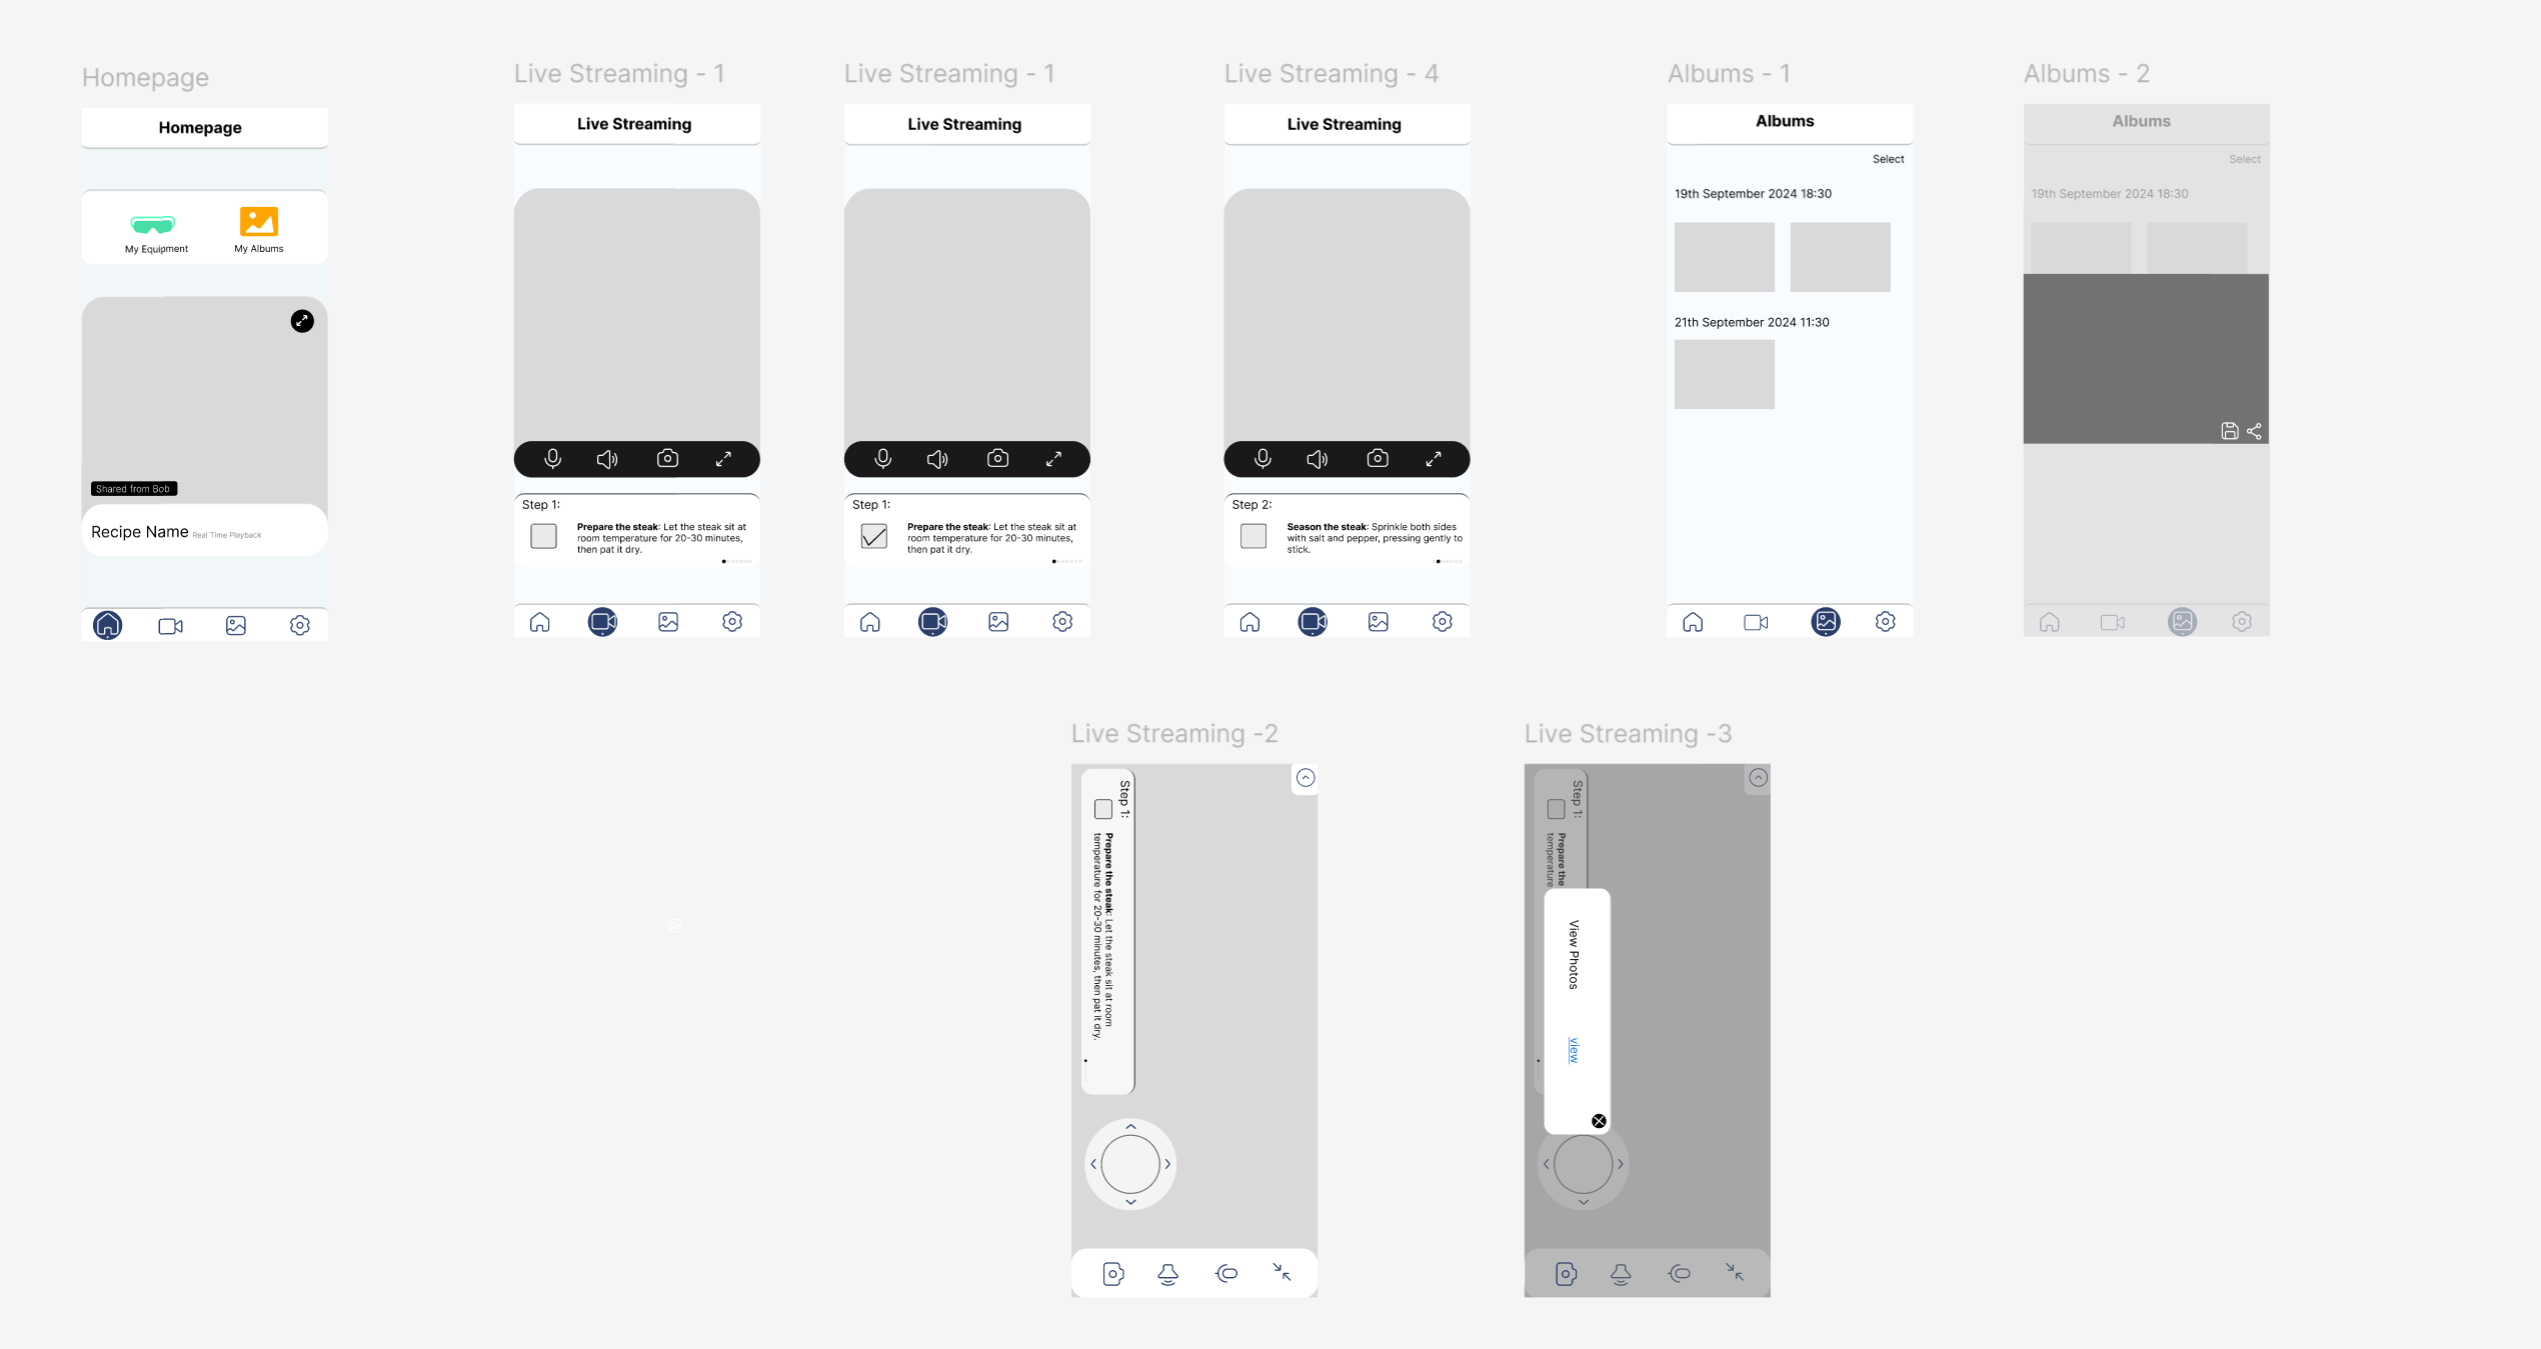 Homepage
Homepage
My Equipment
My Albums
Shared from Bob
Recipe Name Real Time Playback
Live Streaming - 1
Live Streaming
Step 1:
Prepare the steak: Let the steak sit at
room temperature for 20-30 minutes,
then pat it dry.
Live Streaming - 1
Live Streaming
Step 1:
Prepare the steak: Let the steak sit at
room temperature for 20-30 minutes,
then pat it dry.
Live Streaming - 4
Live Streaming
Step 2:
Season the steak: Sprinkle both sides
with salt and pepper, pressing gently to
stick.
Albums - 1
Albums
Select
19th September 2024 18:30
21th September 2024 11:30
Albums - 2
Albums
Select
19th September 2024 18:30
Live Streaming -2
Step 1:
Prepare the steak: Let the steak sit at room
temperature for 20-30 minutes, then pat it dry.
Live Streaming -3
Step 1:
Prepare the
temperature
View Photos
view